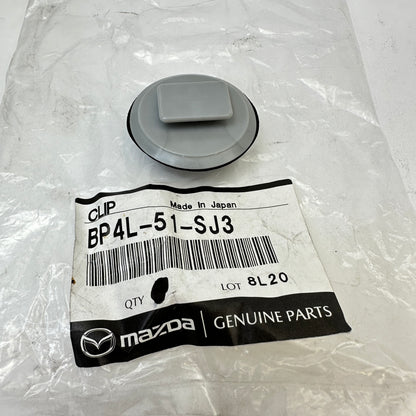 CLIP Made In Japan
BP4L-51-SJ3
QTY LOT 8L20
mazda GENUINE PARTS